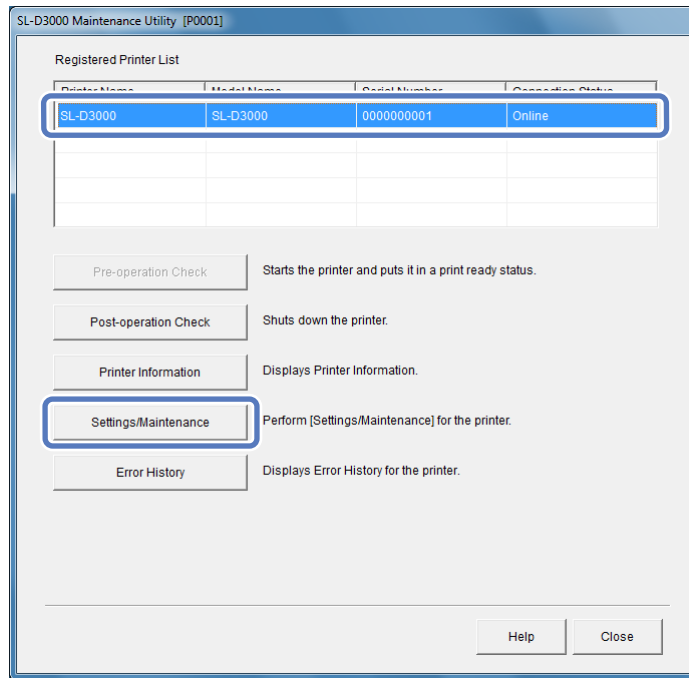 SL-D3000 Maintenance Utility [P0001]
Registered Printer List
Printer Name Model Name Serial Number Connection Status
SL-D3000 SL-D3000 0000000001 Online
Pre-operation Check Starts the printer and puts it in a print ready status.
Post-operation Check Shuts down the printer.
Printer Information Displays Printer Information.
Settings/Maintenance Perform [Settings/Maintenance] for the printer.
Error History Displays Error History for the printer.
Help Close